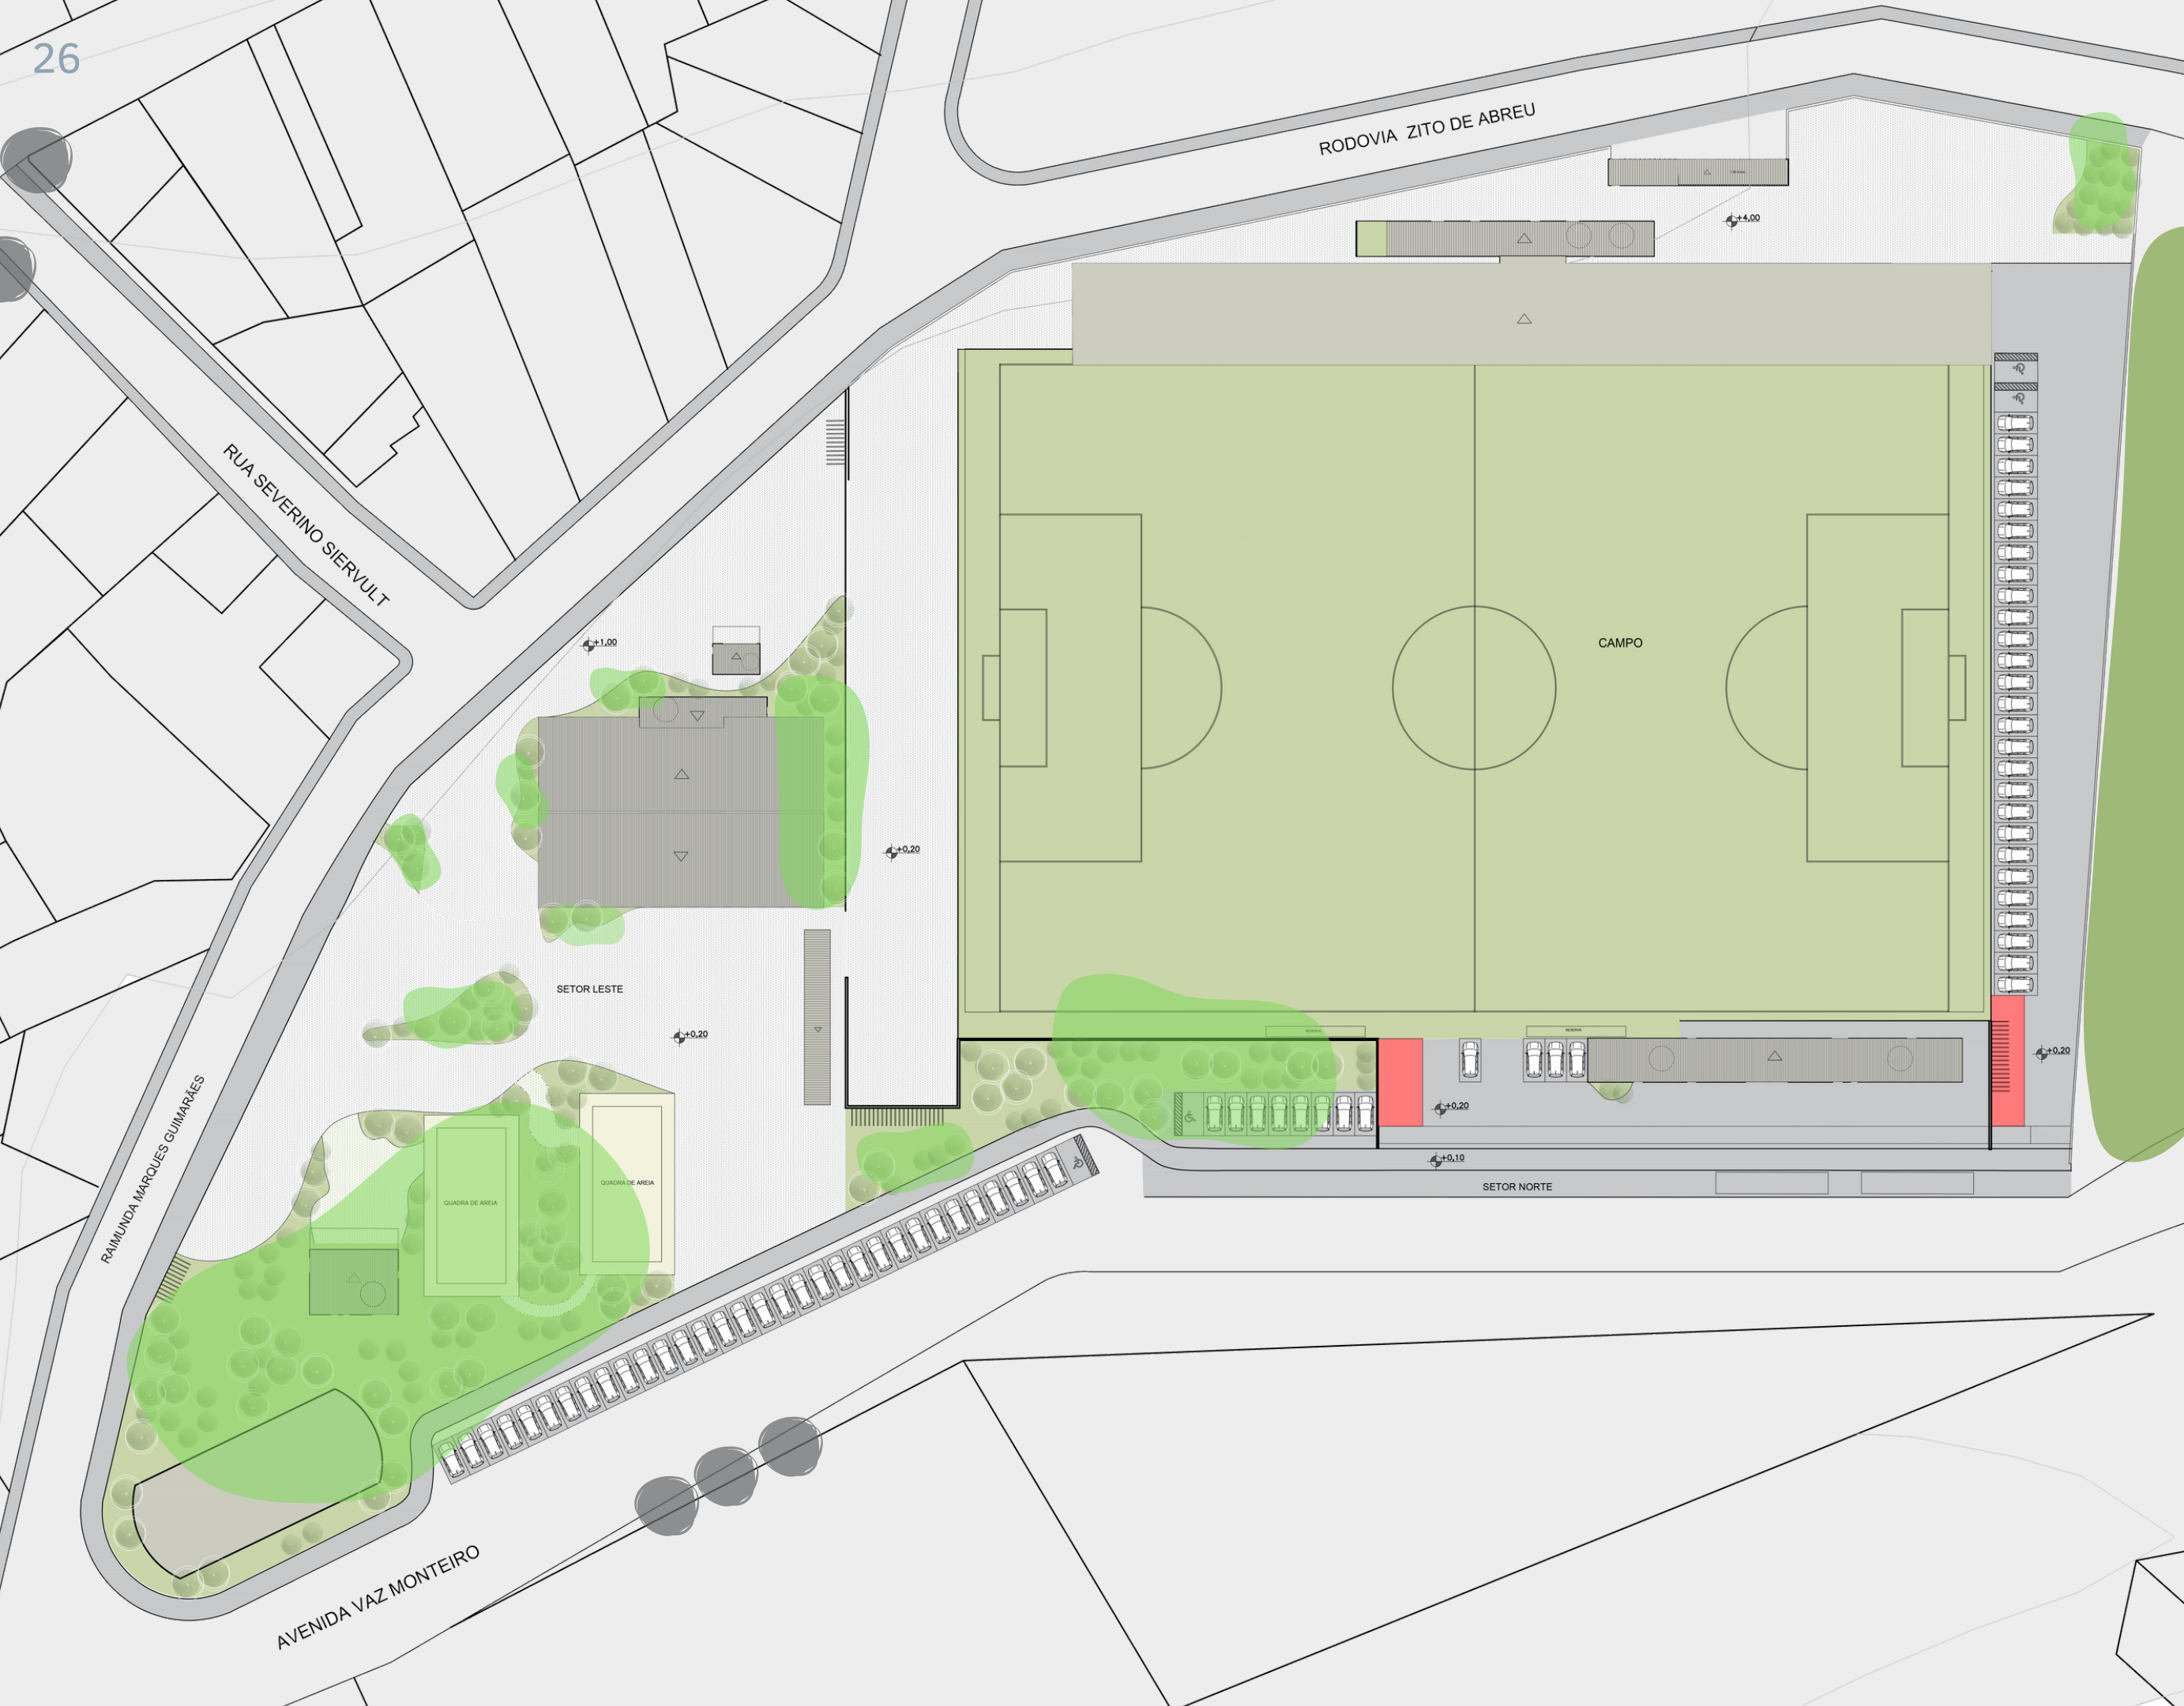 26
RODOVIA ZITO DE ABREU
+4,00
RUA SEVERINO SIERVULT
+1,00
CAMPO
+0,20
SETOR LESTE
+0,20
RESERVA
RESERVA
+0,20
+0,20
+0,10
SETOR NORTE
QUADRA DE AREIA
QUADRA DE AREIA
RAIMUNDA MARQUES GUIMARÃES
AVENIDA VAZ MONTEIRO